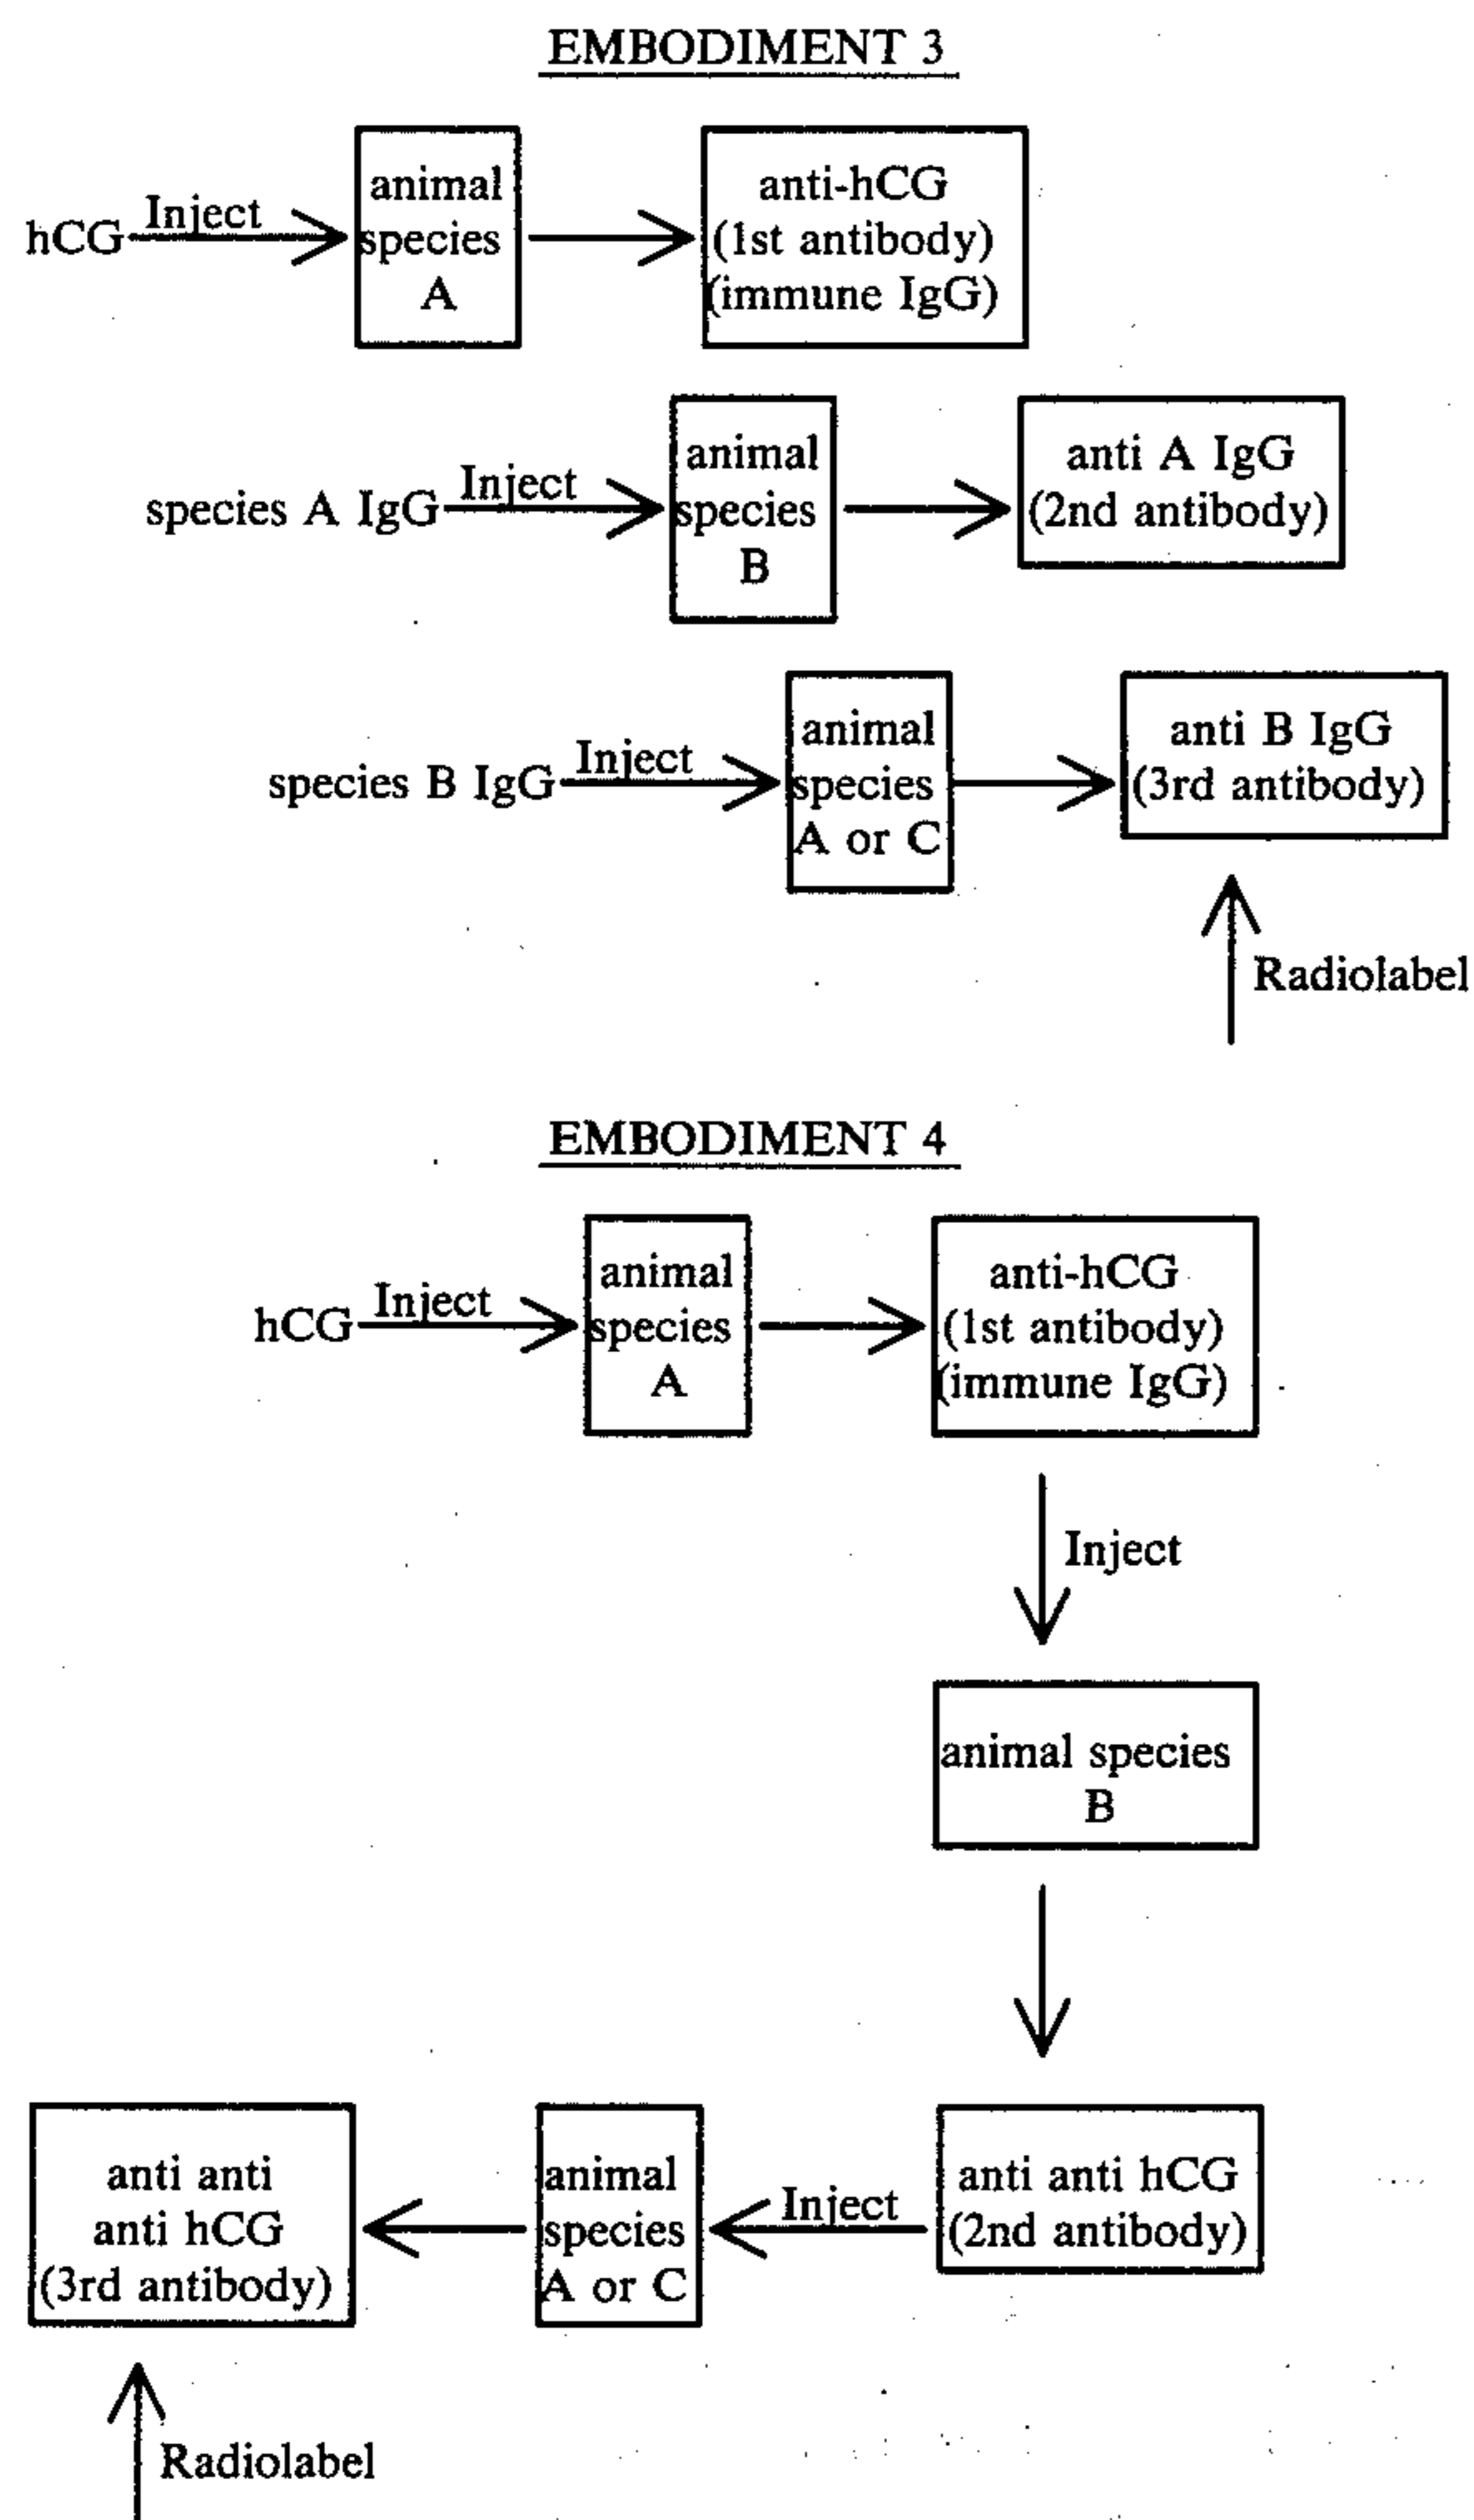 EMBODIMENT 3
hCG
Inject
animal
species
A
anti-hCG
(1st antibody)
(immune IgG)
species A IgG
Inject
animal
species
B
anti A IgG
(2nd antibody)
species B IgG
Inject
animal
species
A or C
anti B IgG
(3rd antibody)
Radiolabel
EMBODIMENT 4
hCG
Inject
animal
species
A
anti-hCG
(1st antibody)
(immune IgG)
Inject
animal species
B
anti anti hCG
(2nd antibody)
Inject
animal
species
A or C
anti anti
anti hCG
(3rd antibody)
Radiolabel